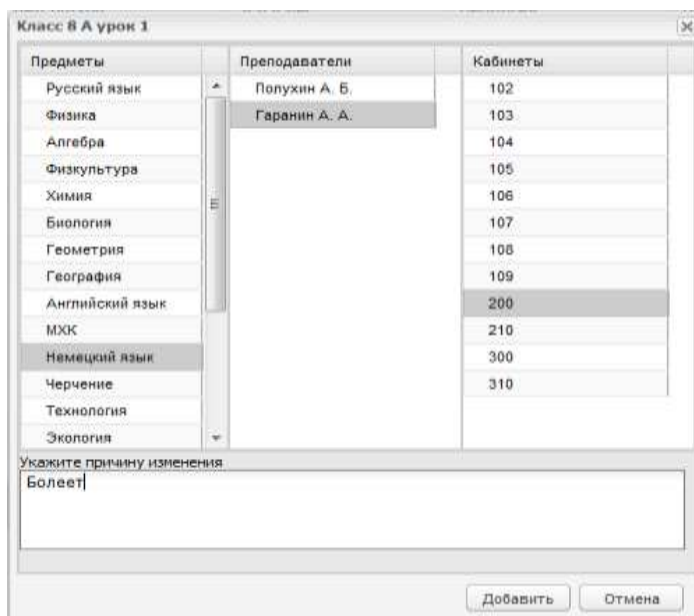 Класс 8 А урок 1
Предметы
Преподаватели
Кабинеты
Русский язык
Физика
Алгебра
Физкультура
Химия
Биология
Геометрия
География
Английский язык
МХК
Немецкий язык
Черчение
Технология
Экология
Полухин А. Б.
Гаранин А. А.
102
103
104
105
106
107
108
109
200
210
300
310
Укажите причину изменения
Болеет
Добавить
Отмена